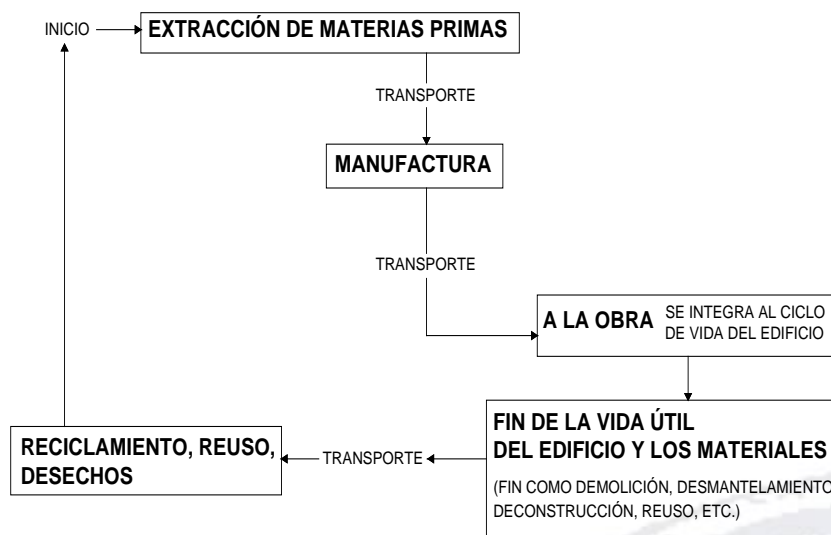 INICIO
EXTRACCIÓN DE MATERIAS PRIMAS
TRANSPORTE
MANUFACTURA
TRANSPORTE
A LA OBRA
SE INTEGRA AL CICLO
DE VIDA DEL EDIFICIO
FIN DE LA VIDA ÚTIL
DEL EDIFICIO Y LOS MATERIALES
(FIN COMO DEMOLICIÓN, DESMANTELAMIENTO
DECONSTRUCCIÓN, REUSO, ETC.)
TRANSPORTE
RECICLAMIENTO, REUSO,
DESECHOS